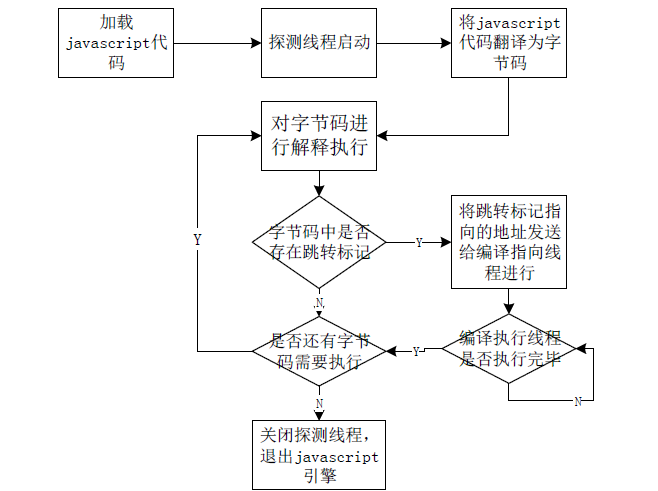 加载
javascript代
码
探测线程启动
将javascript
代码翻译为字
节码
对字节码进
行解释执行
Y
字节码中是否
存在跳转标记
Y
将跳转标记指
向的地址发送
给编译指向线
程进行
N
是否还有字节
码需要执行
Y
编译执行线程
是否执行完毕
N
N
关闭探测线程，
退出javascript
引擎